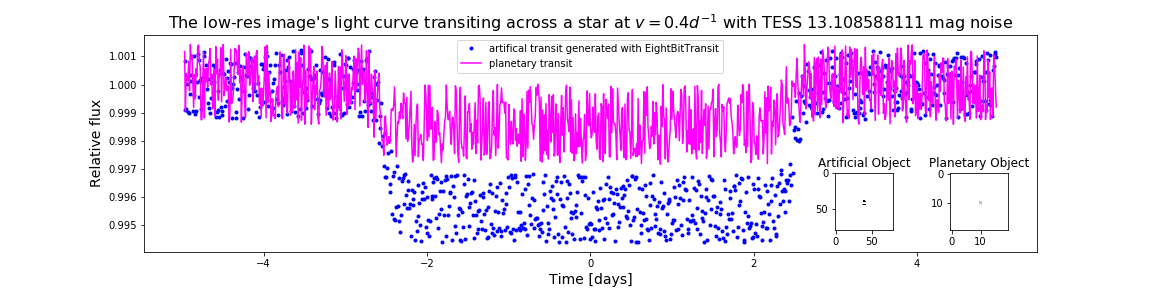 The low-res image's light curve transiting across a star at v = 0.4d⁻¹ with TESS 13.108588111 mag noise
artifical transit generated with EightBitTransit
planetary transit
Relative flux
1.001
1.000
0.999
0.998
0.997
0.996
0.995
Artificial Object
0
50
0 50
Planetary Object
0
10
0 10
−4 −2 0 2 4
Time [days]